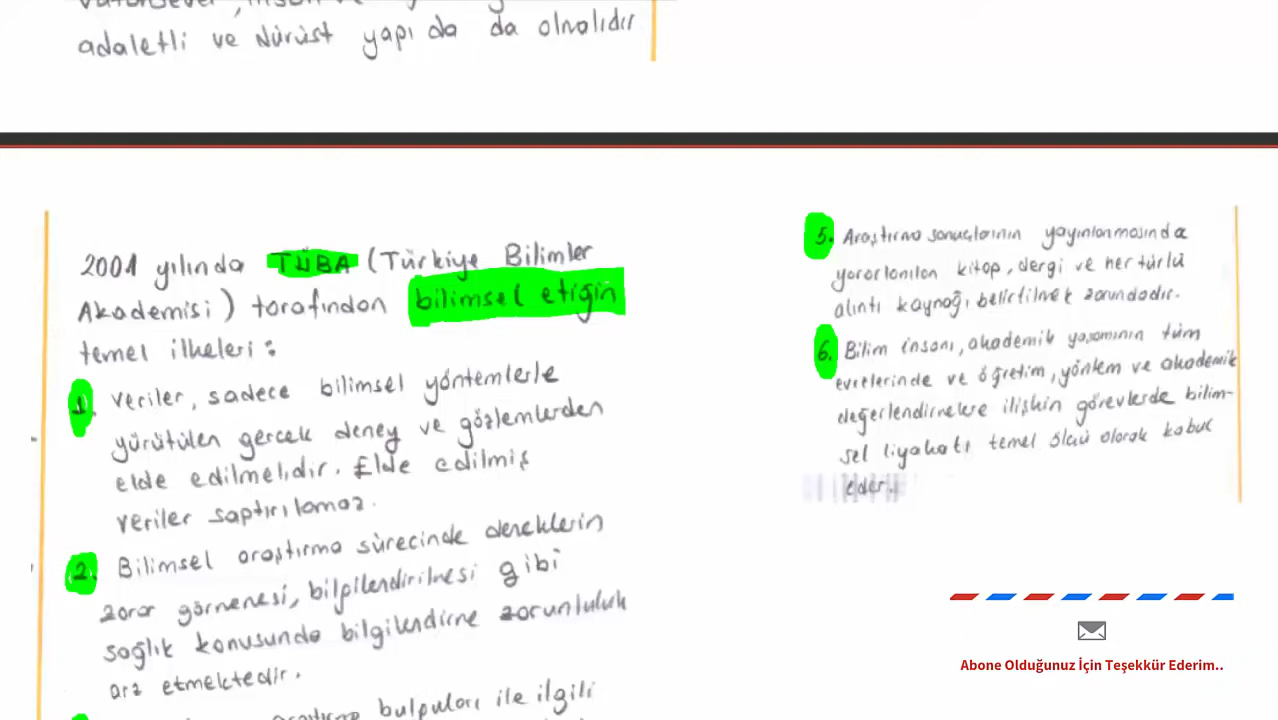 adaletli ve dürüst yapıda da olmalıdır
2001 yılında TÜBA (Türkiye Bilimler
Akademisi) tarafından bilimsel etiğin
temel ilkeleri:
1. Veriler, sadece bilimsel yöntemlerle
yürütülen gerçek deney ve gözlemlerden
elde edilmelidir. Elde edilmiş
veriler saptırılamaz.
2. Bilimsel araştırma sürecinde deneklerin
zarar görmemesi, bilgilendirilmesi gibi
sağlık konusunda bilgilendirme zorunluluk
arz etmektedir.
araştırma bulguları ile ilgili
5. Araştırma sonuçlarının yayınlanmasında
yararlanılan kitap, dergi ve her türlü
alıntı kaynağı belirtilmek zorundadır.
6. Bilim insanı, akademik yaşamının tüm
evrelerinde ve öğretim, yöntem ve akademik
değerlendirmelere ilişkin görevlerde bilim-
sel liyakatı temel ölçü olarak kabul
eder.
Abone Olduğunuz İçin Teşekkür Ederim..